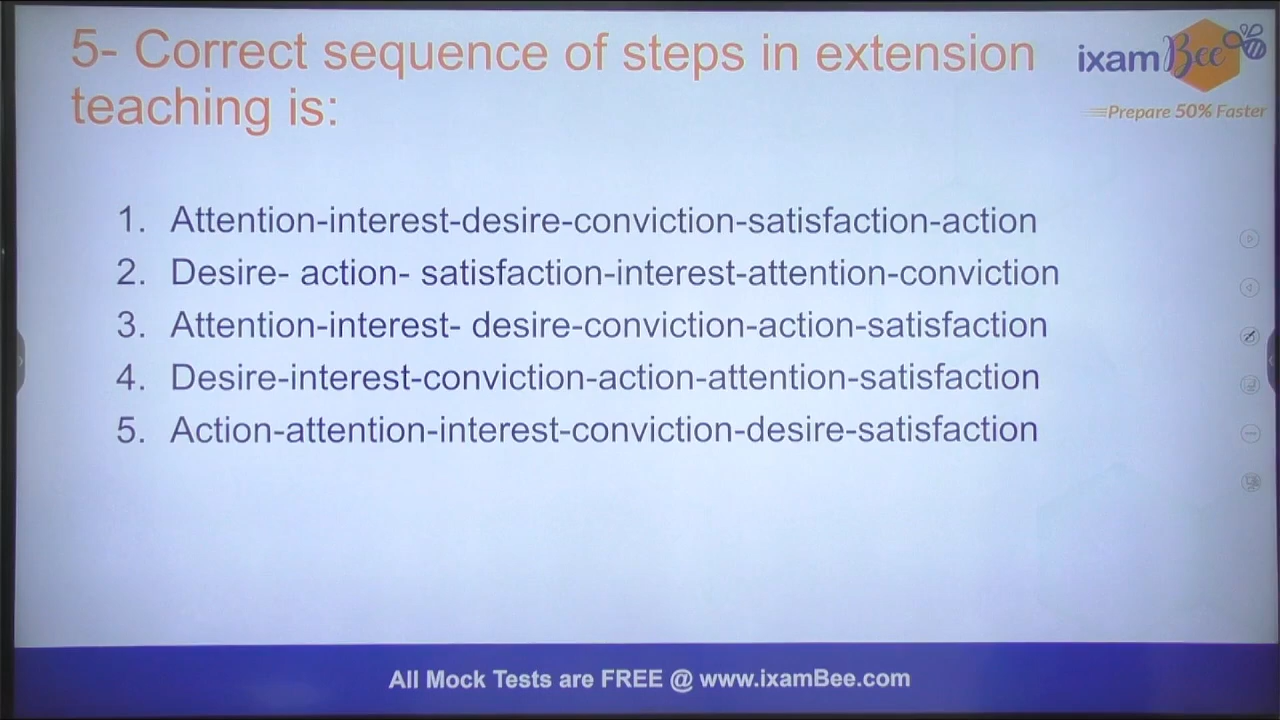 5- Correct sequence of steps in extension
teaching is:
ixamBee
Prepare 50% Faster
1. Attention-interest-desire-conviction-satisfaction-action
2. Desire- action- satisfaction-interest-attention-conviction
3. Attention-interest- desire-conviction-action-satisfaction
4. Desire-interest-conviction-action-attention-satisfaction
5. Action-attention-interest-conviction-desire-satisfaction
All Mock Tests are FREE @ www.ixamBee.com